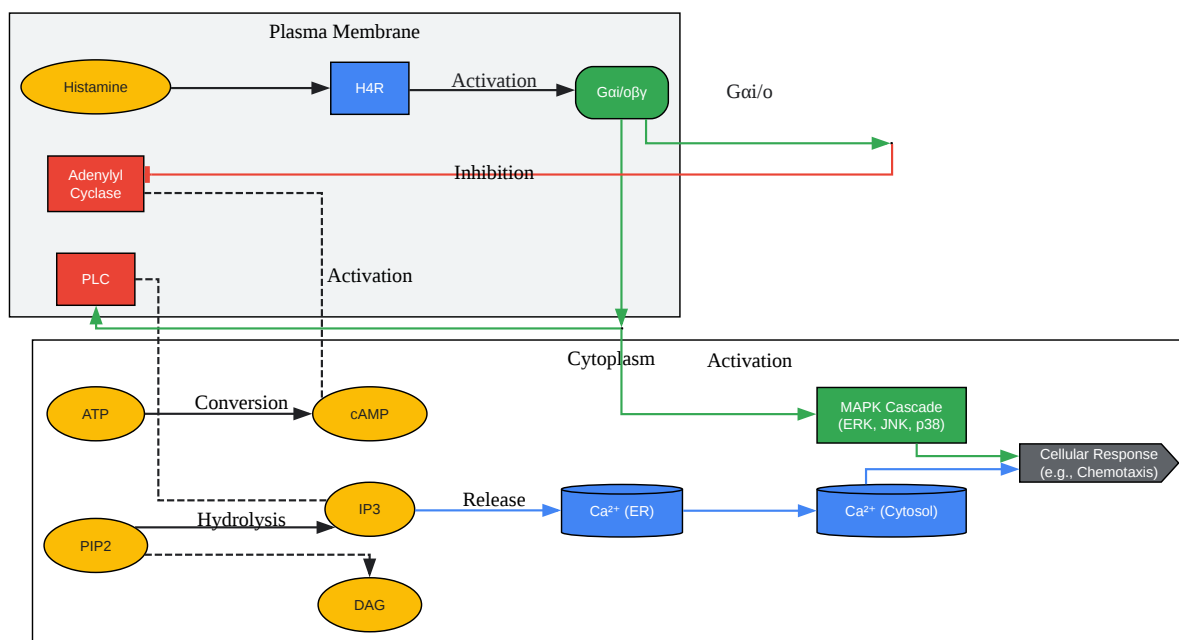 Plasma Membrane
Histamine
H4R
Activation
Gαi/oβγ
Gαi/o
Adenylyl
Cyclase
Inhibition
PLC
Activation
Cytoplasm
Activation
ATP
Conversion
cAMP
MAPK Cascade
(ERK, JNK, p38)
Cellular Response
(e.g., Chemotaxis)
IP3
Release
Ca²⁺ (ER)
Ca²⁺ (Cytosol)
Hydrolysis
PIP2
DAG